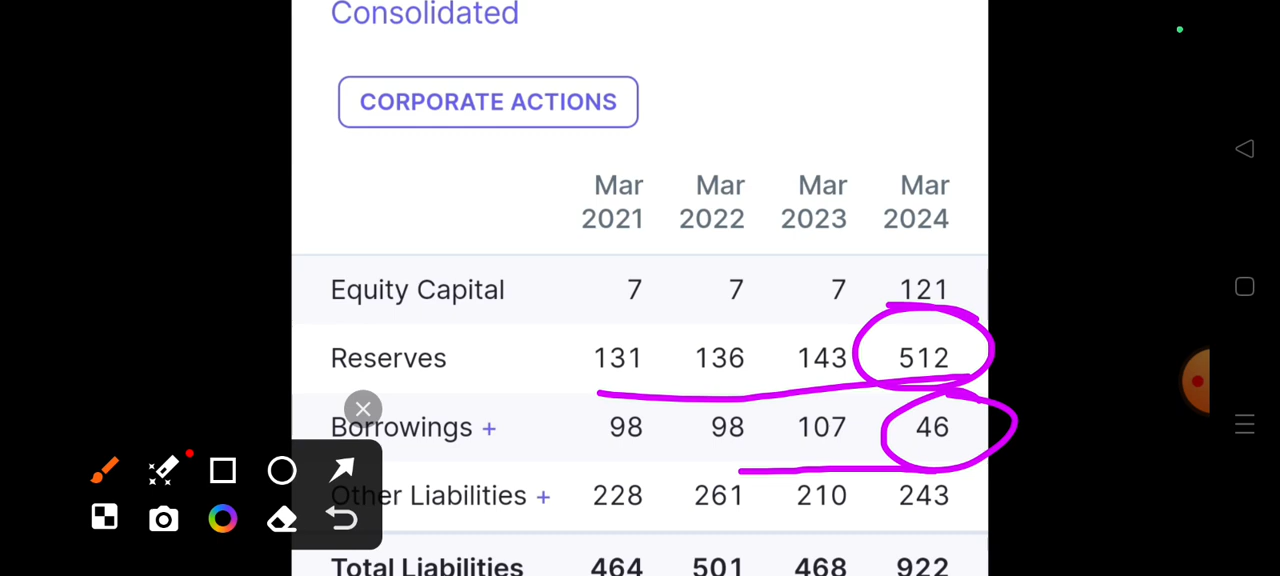 Consolidated
CORPORATE ACTIONS
Mar Mar Mar Mar
2021 2022 2023 2024
Equity Capital 7 7 7 121
Reserves 131 136 143 512
Borrowings + 98 98 107 46
Other Liabilities + 228 261 210 243
Total Liabilities 464 501 468 922